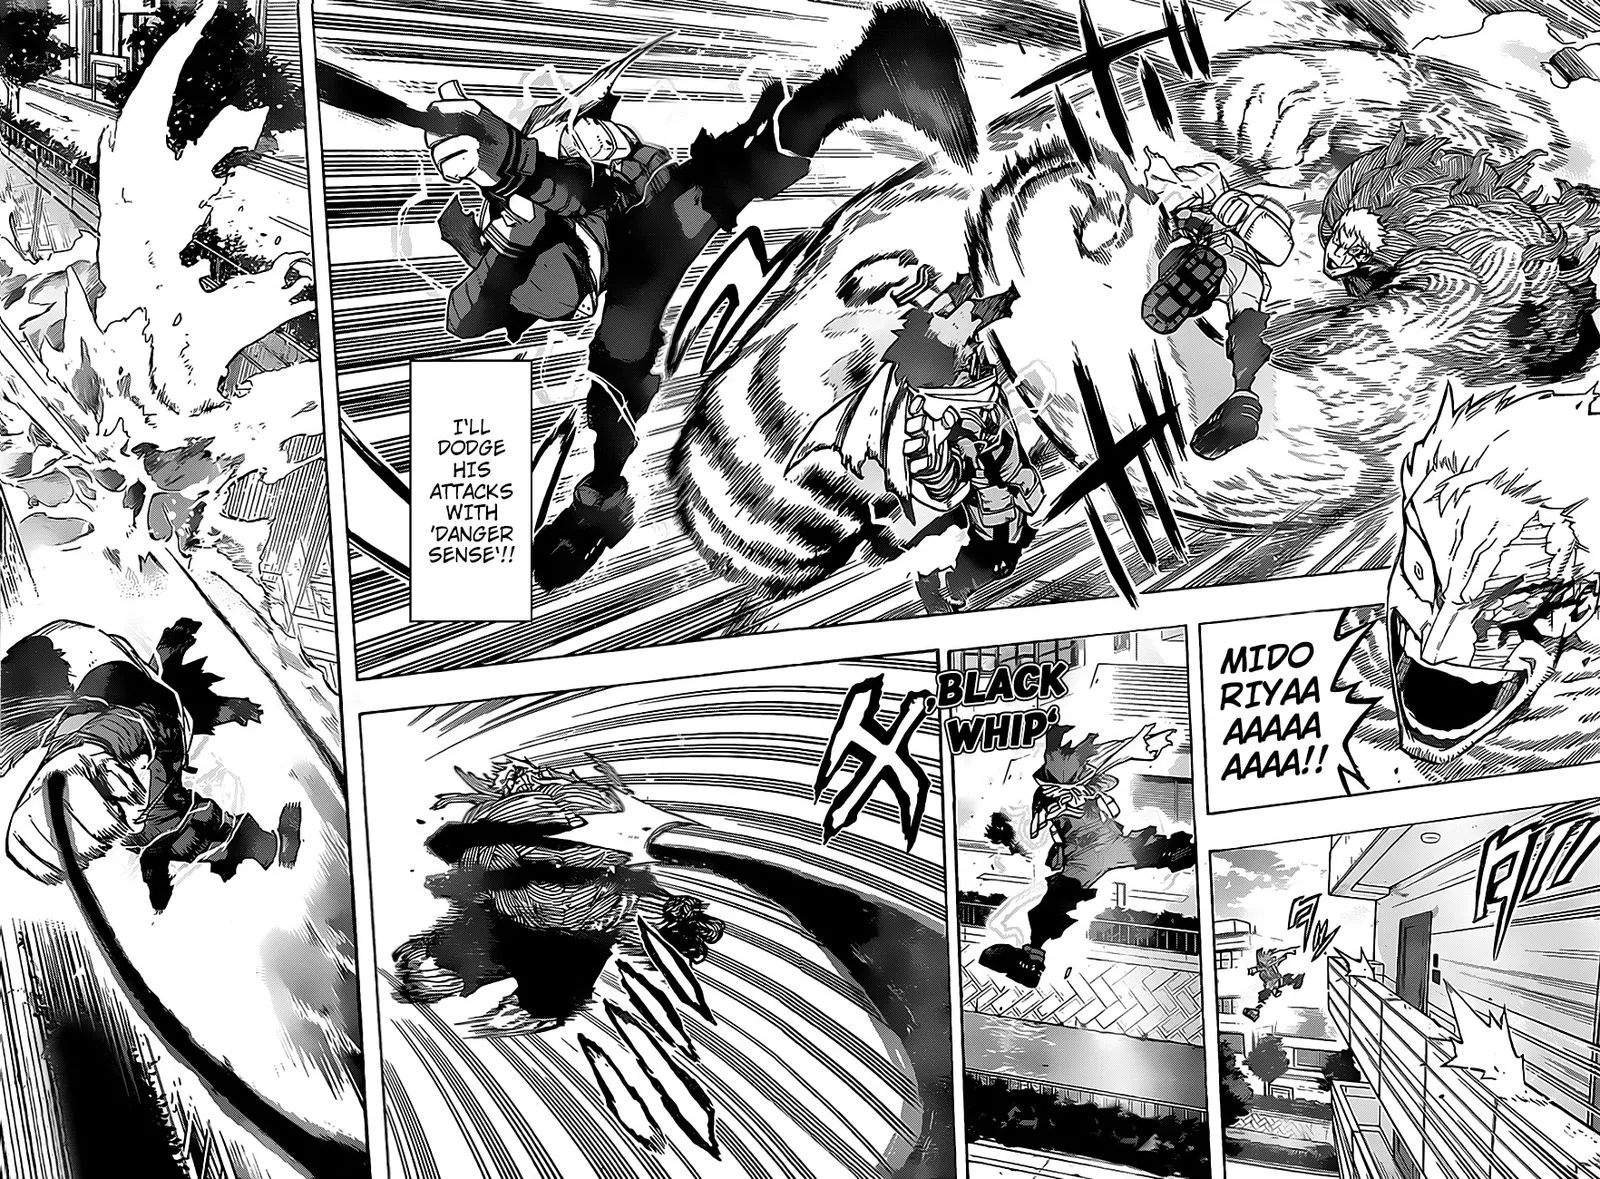 I'LL
DODGE
HIS
ATTACKS
WITH
'DANGER
SENSE'!!
MIDO
RIYAA
AAAAA
AAAA!!
‚BLACK
WHIP‘